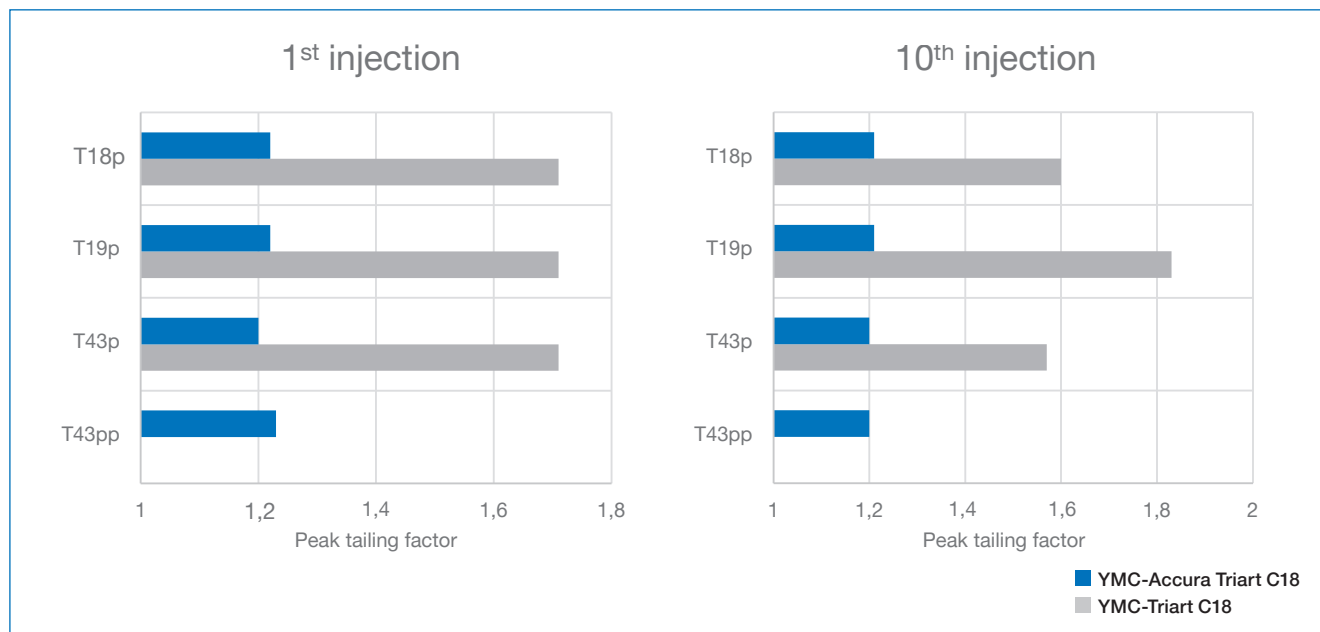 1st injection
T18p
T19p
T43p
T43pp
1 1,2 1,4 1,6 1,8
Peak tailing factor
10th injection
T18p
T19p
T43p
T43pp
1 1,2 1,4 1,6 1,8 2
Peak tailing factor
YMC-Accura Triart C18
YMC-Triart C18